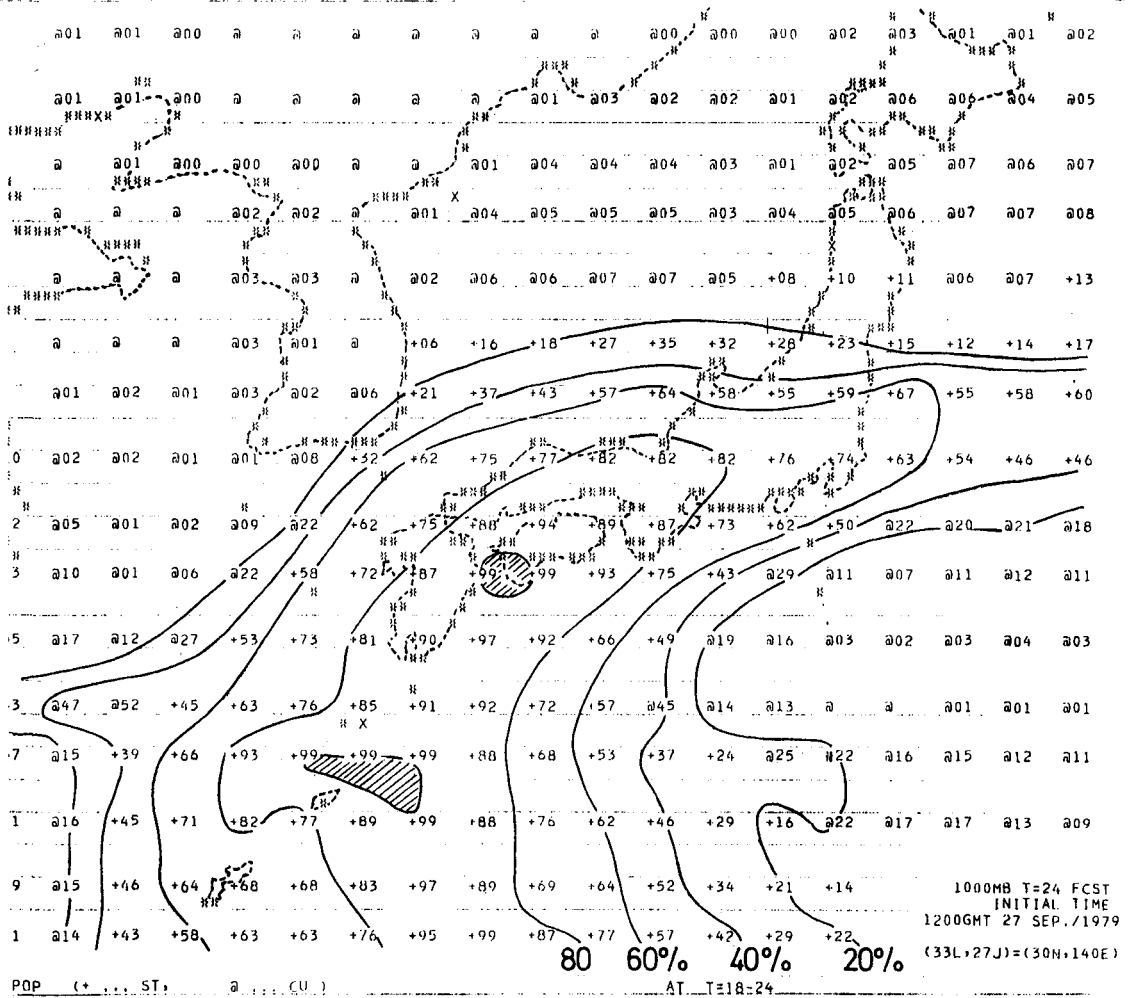 a01 a01 a00 a a a a a a a a00 a00 a00 a02 a03 a01 a01 a02
a01 a01 a00 a a a a a a01 a03 a02 a02 a01 a02 a06 a06 a04 a05
a a01 a00 a00 a00 a a a01 a04 a04 a04 a03 a01 a02 a05 a07 a06 a07
a a a a02 a02 a a01 a04 a05 a05 a05 a03 a04 a05 a06 a07 a07 a08
a a a a03 a03 a a02 a06 a06 a07 a07 a05 +08 +10 +11 a06 a07 +13
a a a a03 a01 a +06 +16 +18 +27 +35 +32 +28 +23 +15 +12 +14 +17
a01 a02 a01 a03 a02 a06 +21 +37 +43 +57 +64 +58 +55 +59 +67 +55 +58 +60
0 a02 a02 a01 a01 a08 +32 +62 +75 +77 +82 +82 +82 +76 +74 +63 +54 +46 +46
2 a05 a01 a02 a09 a22 +62 +75 +88 +94 +89 +87 +73 +62 +50 a22 a20 a21 a18
3 a10 a01 a06 a22 +58 +72 +87 +99 +99 +93 +75 +43 a29 a11 a07 a11 a12 a11
5 a17 a12 a27 +53 +73 +81 +90 +97 +92 +66 +49 a19 a16 a03 a02 a03 a04 a03
3 a47 a52 +45 +63 +76 +85 +91 +92 +72 +57 a45 a14 a13 a a a01 a01 a01
7 a15 +39 +66 +93 +99 +99 +99 +88 +68 +53 +37 +24 a25 a22 a16 a15 a12 a11
1 a16 +45 +71 +82 +77 +89 +99 +88 +76 +62 +46 +29 +16 a22 a17 a17 a13 a09
9 a15 +46 +64 +68 +68 +83 +97 +89 +69 +64 +52 +34 +21 +14
1 a14 +43 +58 +63 +63 +76 +95 +99 +87 +77 +57 +42 +29 +22
1000MB T=24 FCST
INITIAL TIME
1200GMT 27 SEP./1979
(33L,27J)=(30N,140E)
80 60% 40% 20%
POP (+ ... ST, a ... CU )
AT T=18-24